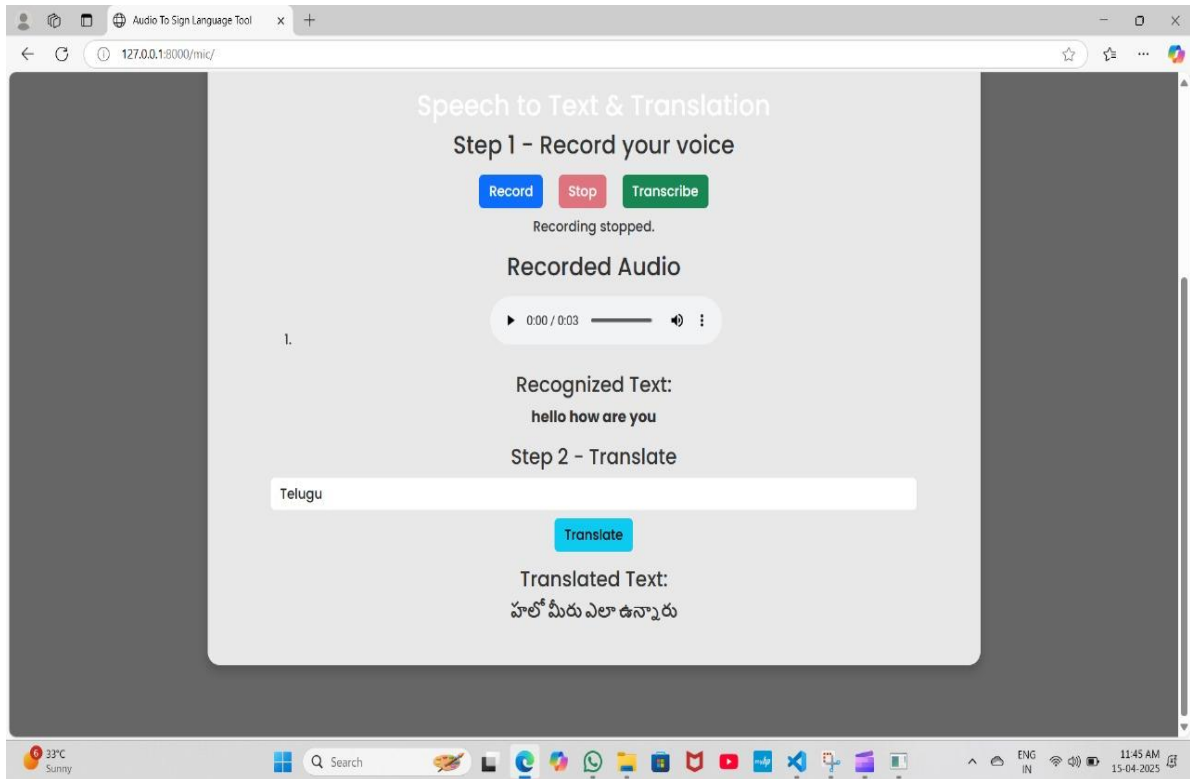 Audio To Sign Language Tool
127.0.0.1:8000/mic/
Speech to Text & Translation
Step 1 - Record your voice
Record Stop Transcribe
Recording stopped.
Recorded Audio
0:00 / 0:03
1.
Recognized Text:
hello how are you
Step 2 - Translate
Telugu
Translate
Translated Text:
హలో మీరు ఎలా ఉన్నారు
6 33°C
Sunny
Search
ENG
IN
11:45 AM
15-04-2025